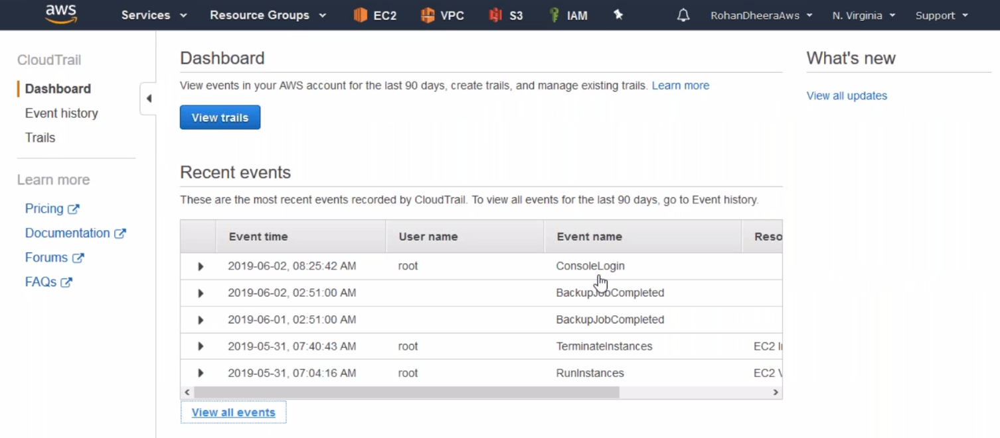 aws Services Resource Groups EC2 VPC S3 IAM RohanDheeraAws N. Virginia Support
CloudTrail
Dashboard
Event history
Trails
Learn more
Pricing
Documentation
Forums
FAQs
Dashboard
View events in your AWS account for the last 90 days, create trails, and manage existing trails. Learn more
View trails
Recent events
These are the most recent events recorded by CloudTrail. To view all events for the last 90 days, go to Event history.
Event time User name Event name
2019-06-02, 08:25:42 AM root ConsoleLogin
2019-06-02, 02:51:00 AM BackupJobCompleted
2019-06-01, 02:51:00 AM BackupJobCompleted
2019-05-31, 07:40:43 AM root TerminateInstances EC2
2019-05-31, 07:04:16 AM root RunInstances EC2
View all events
What's new
View all updates